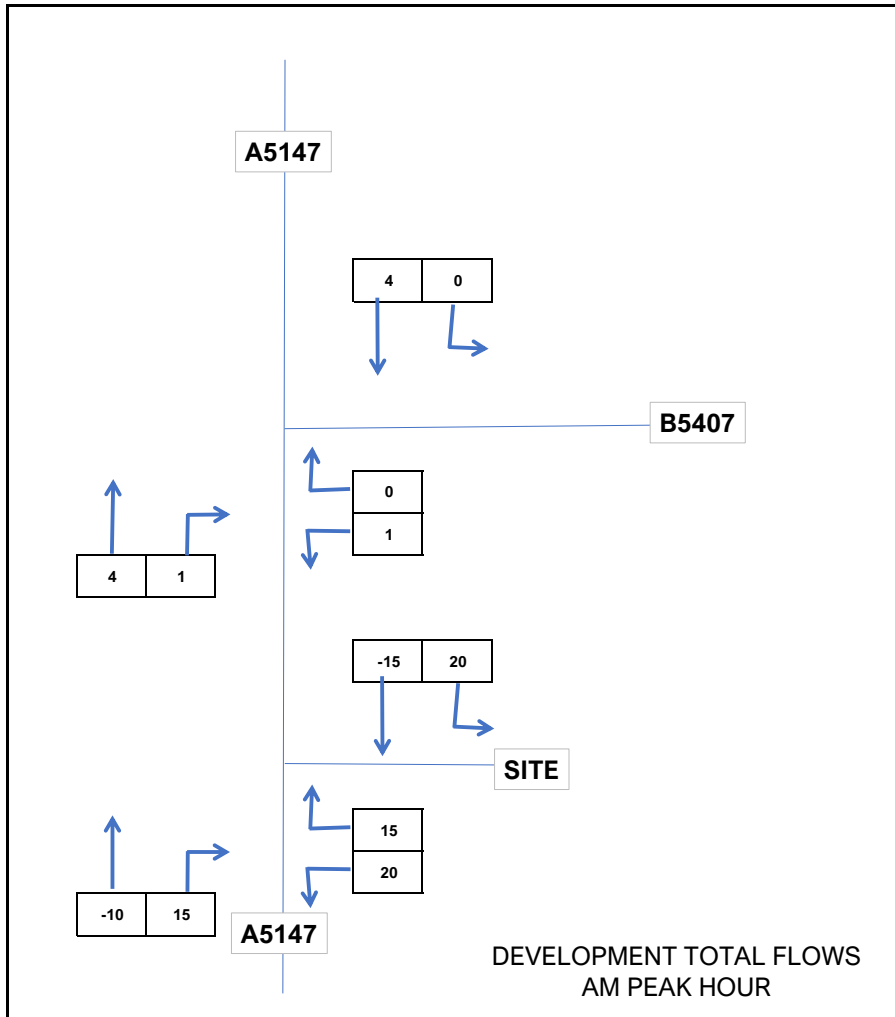 A5147
4 0
B5407
0
1
4 1
-15 20
SITE
15
20
-10 15
A5147
DEVELOPMENT TOTAL FLOWS
AM PEAK HOUR